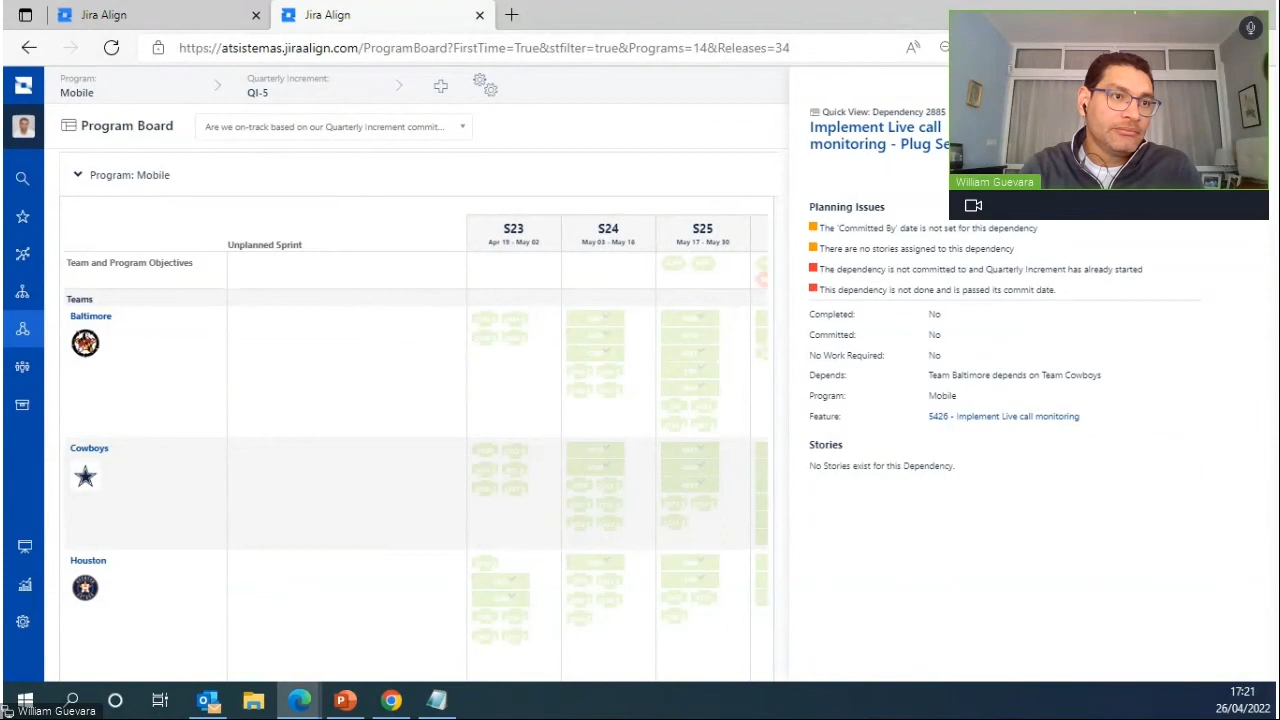 Jira Align
Jira Align
https://atsistemas.jiraalign.com/ProgramBoard?FirstTime=True&stfilter=true&Programs=14&Releases=34
Program:
Mobile
Quarterly Increment:
QI-5
Program Board
Are we on-track based on our Quarterly Increment commit...
Program: Mobile
Unplanned Sprint
S23
Apr 19 - May 02
S24
May 03 - May 16
S25
May 17 - May 30
Team and Program Objectives
Teams
Baltimore
Cowboys
Houston
Quick View: Dependency 2885
Implement Live call
monitoring - Plug Se
Planning Issues
The 'Committed By' date is not set for this dependency
There are no stories assigned to this dependency
The dependency is not committed to and Quarterly Increment has already started
This dependency is not done and is passed its commit date.
Completed: No
Committed: No
No Work Required: No
Depends: Team Baltimore depends on Team Cowboys
Program: Mobile
Feature: 5426 - Implement Live call monitoring
Stories
No Stories exist for this Dependency.
William Guevara
William Guevara
17:21
26/04/2022